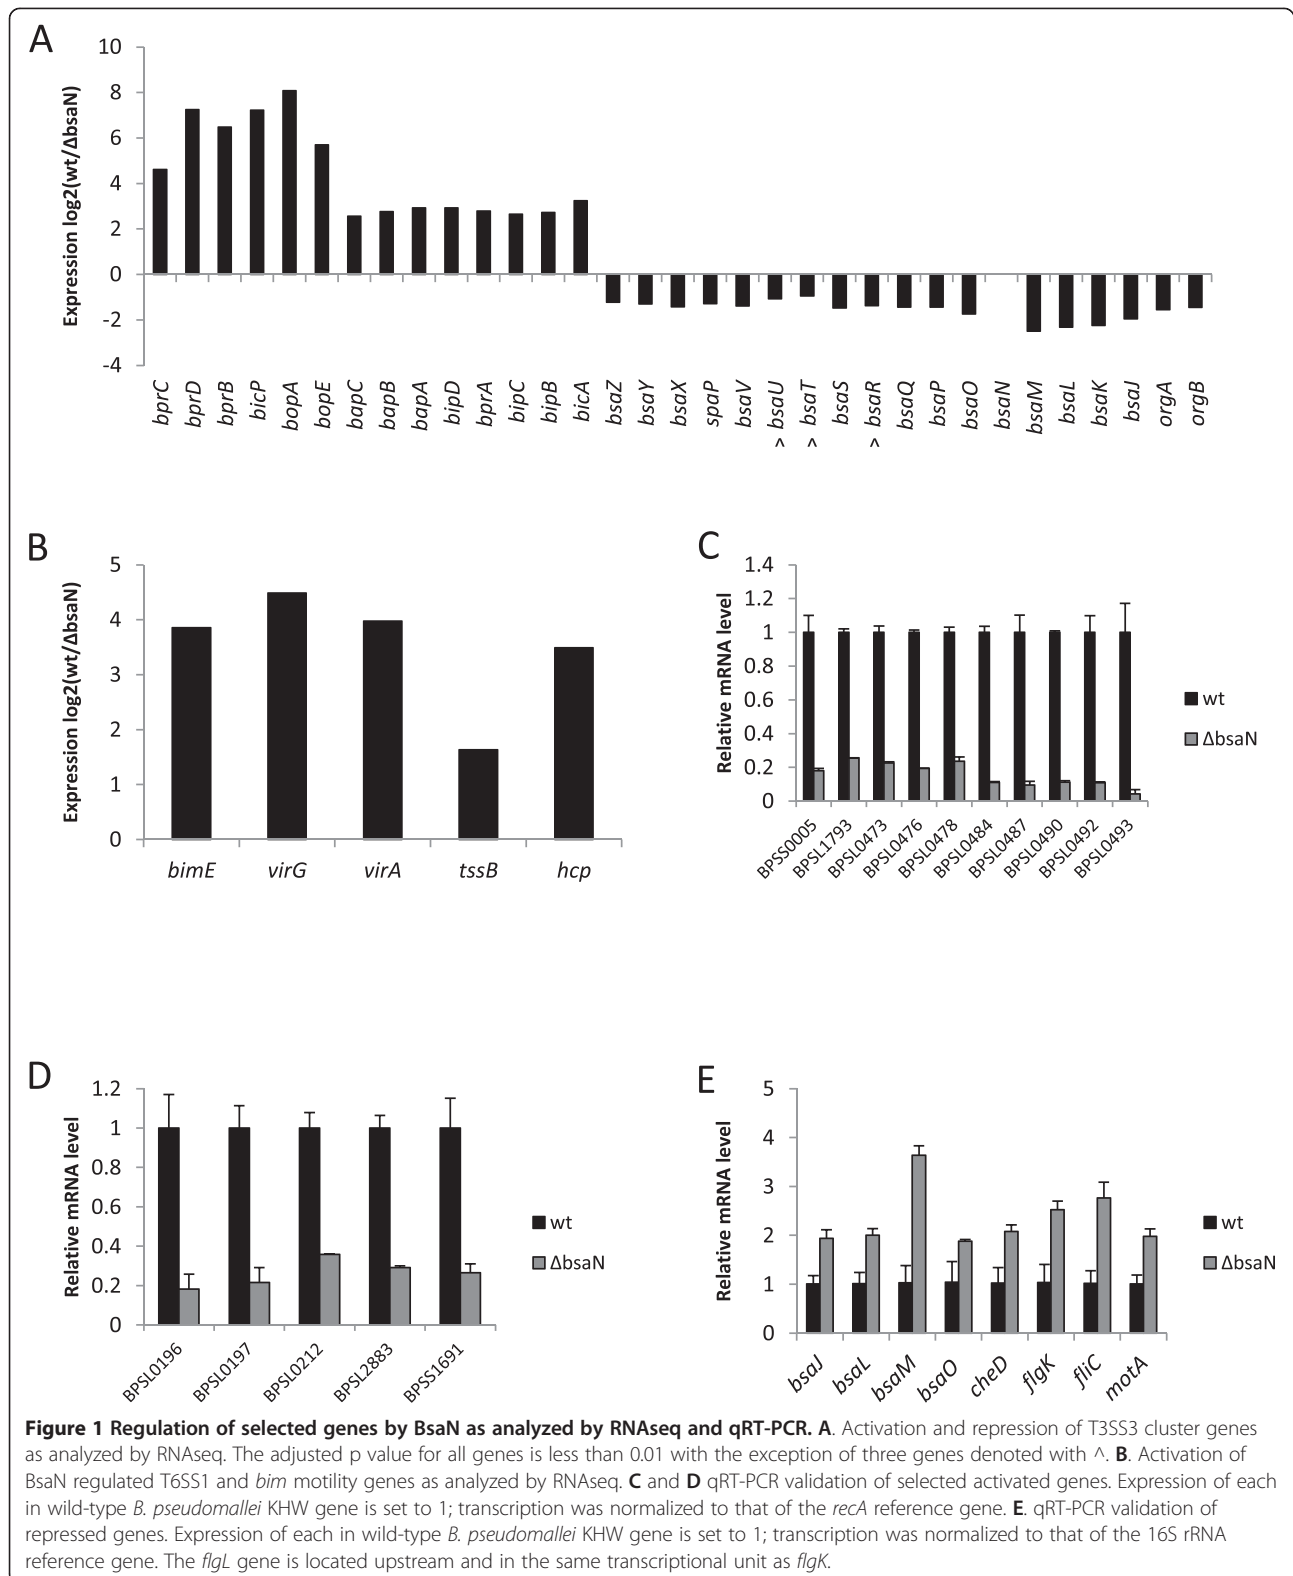 A
Expression log2(wt/ΔbsaN)
10
8
6
4
2
0
-2
-4
bprC
bprD
bprB
bicP
bopA
bopE
bapC
bapB
bapA
bipD
bprA
bipC
bipB
bicA
bsaZ
bsaY
bsaX
spaP
bsaV
^ bsaU
^ bsaT
bsaS
^ bsaR
bsaQ
bsaP
bsaO
bsaN
bsaM
bsaL
bsaK
bsaJ
orgA
orgB
B
Expression log2(wt/ΔbsaN)
5
4
3
2
1
0
bimE
virG
virA
tssB
hcp
C
Relative mRNA level
1.4
1.2
1
0.8
0.6
0.4
0.2
0
BPSS0005
BPSL1793
BPSL0473
BPSL0476
BPSL0478
BPSL0484
BPSL0487
BPSL0490
BPSL0492
BPSL0493
wt
ΔbsaN
D
Relative mRNA level
1.2
1
0.8
0.6
0.4
0.2
0
BPSL0196
BPSL0197
BPSL0212
BPSL2883
BPSS1691
wt
ΔbsaN
E
Relative mRNA level
5
4
3
2
1
0
bsaJ
bsaL
bsaM
bsaO
cheD
flgK
fliC
motA
wt
ΔbsaN
Figure 1 Regulation of selected genes by BsaN as analyzed by RNAseq and qRT-PCR. A. Activation and repression of T3SS3 cluster genes
as analyzed by RNAseq. The adjusted p value for all genes is less than 0.01 with the exception of three genes denoted with ^. B. Activation of
BsaN regulated T6SS1 and bim motility genes as analyzed by RNAseq. C and D qRT-PCR validation of selected activated genes. Expression of each
in wild-type B. pseudomallei KHW gene is set to 1; transcription was normalized to that of the recA reference gene. E. qRT-PCR validation of
repressed genes. Expression of each in wild-type B. pseudomallei KHW gene is set to 1; transcription was normalized to that of the 16S rRNA
reference gene. The flgL gene is located upstream and in the same transcriptional unit as flgK.